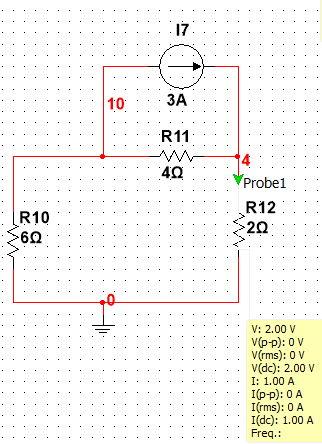 I7
3A
10
R11
4Ω
4
Probe1
R10
6Ω
R12
2Ω
0
V: 2.00 V
V(p-p): 0 V
V(rms): 0 V
V(dc): 2.00 V
I: 1.00 A
I(p-p): 0 A
I(rms): 0 A
I(dc): 1.00 A
Freq.: